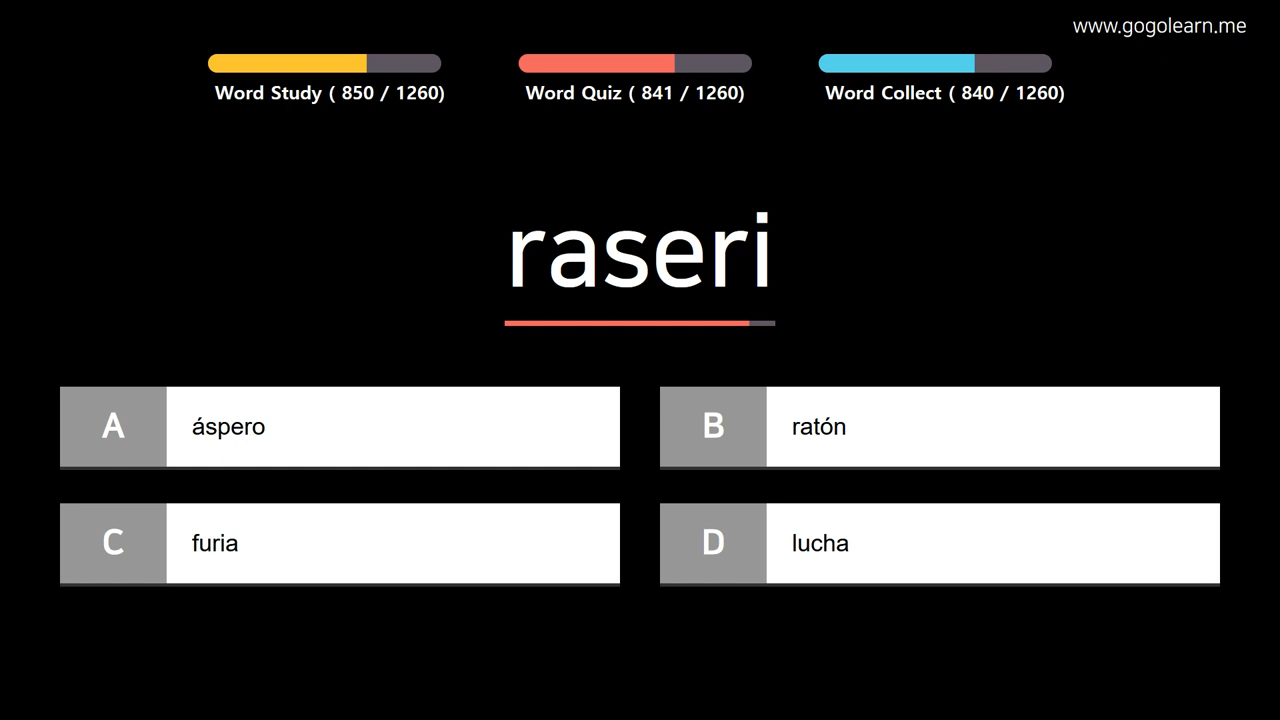 www.gogolearn.me
Word Study ( 850 / 1260)
Word Quiz ( 841 / 1260)
Word Collect ( 840 / 1260)
raseri
A áspero
B ratón
C furia
D lucha